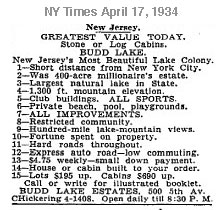 NY Times April 17, 1934
New Jersey.
GREATEST VALUE TODAY.
Stone or Log Cabins.
BUDD LAKE.
New Jersey's Most Beautiful Lake Colony.
1—Short distance from New York City.
2—Was 400-acre millionaire's estate.
3—Largest natural lake in State.
4—1,300 ft. mountain elevation.
5—Club buildings. ALL SPORTS.
6—Private beach, pool, playgrounds.
7—ALL IMPROVEMENTS.
8—Restricted community.
9—Hundred-mile lake-mountain views.
10—Fortune spent on property.
11—Hard roads throughout.
12—Express auto road—low commuting.
13—$4.75 weekly—small down payment.
14—House or cabin built to your order.
15—Lots $195 up. Cabins $690 up.
Call or write for illustrated booklet.
BUDD LAKE ESTATES, 500 5th Av.
CHickering 4-1408. Open daily till 8:30 P. M.